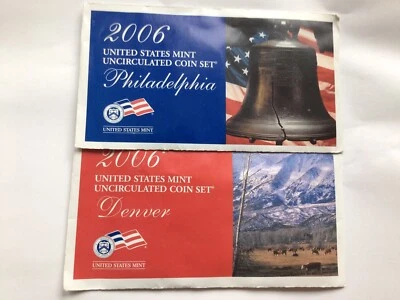 2006
UNITED STATES MINT
UNCIRCULATED COIN SET®
Philadelphia
UNITED STATES MINT
2006
UNITED STATES MINT
UNCIRCULATED COIN SET®
Denver
UNITED STATES MINT